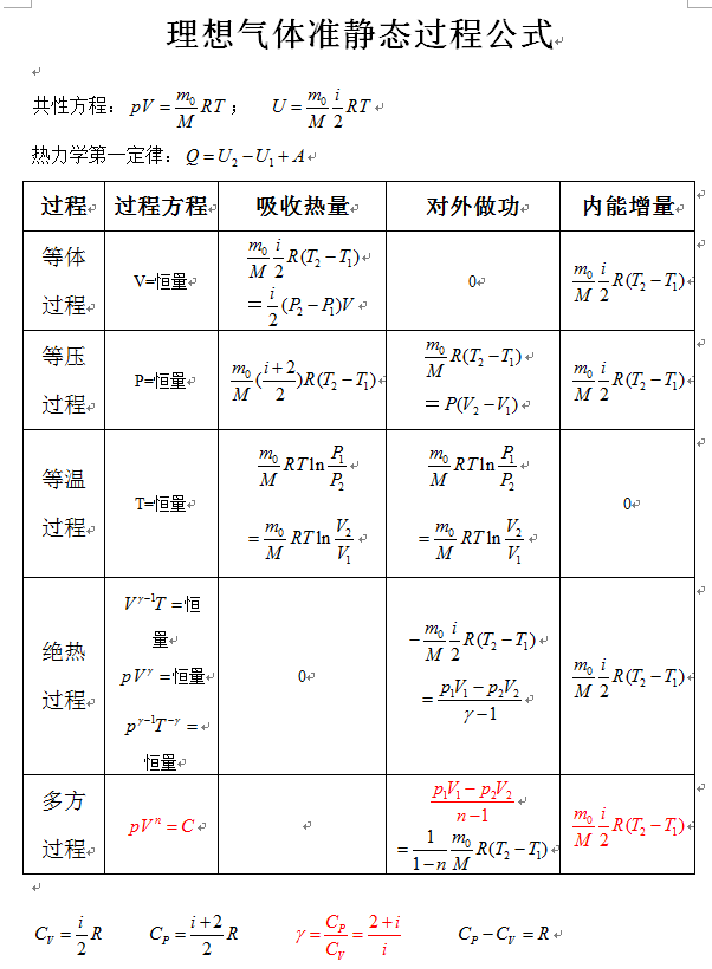 理想气体准静态过程公式
共性方程：pV = \frac{m_0}{M}RT； U = \frac{m_0}{M}\frac{i}{2}RT
热力学第一定律：Q = U_2 - U_1 + A
过程 过程方程 吸收热量 对外做功 内能增量
等体过程 V=恒量 \frac{m_0}{M}\frac{i}{2}R(T_2 - T_1) = \frac{i}{2}(P_2 - P_1)V 0 \frac{m_0}{M}\frac{i}{2}R(T_2 - T_1)
等压过程 P=恒量 \frac{m_0}{M}(\frac{i+2}{2})R(T_2 - T_1) \frac{m_0}{M}R(T_2 - T_1) = P(V_2 - V_1) \frac{m_0}{M}\frac{i}{2}R(T_2 - T_1)
等温过程 T=恒量 \frac{m_0}{M}RT\ln\frac{P_1}{P_2} = \frac{m_0}{M}RT\ln\frac{V_2}{V_1} \frac{m_0}{M}RT\ln\frac{P_1}{P_2} = \frac{m_0}{M}RT\ln\frac{V_2}{V_1} 0
绝热过程 V^{γ-1}T = 恒量 pV^γ = 恒量 p^{γ-1}T^{-γ} = 恒量 0 -\frac{m_0}{M}\frac{i}{2}R(T_2 - T_1) = \frac{p_1V_1 - p_2V_2}{γ-1} \frac{m_0}{M}\frac{i}{2}R(T_2 - T_1)
多方过程 pV^n = C \frac{p_1V_1 - p_2V_2}{n-1} = \frac{1}{1-n}\frac{m_0}{M}R(T_2 - T_1) \frac{m_0}{M}\frac{i}{2}R(T_2 - T_1)
C_V = \frac{i}{2}R C_P = \frac{i+2}{2}R γ = \frac{C_P}{C_V} = \frac{2+i}{i} C_P - C_V = R